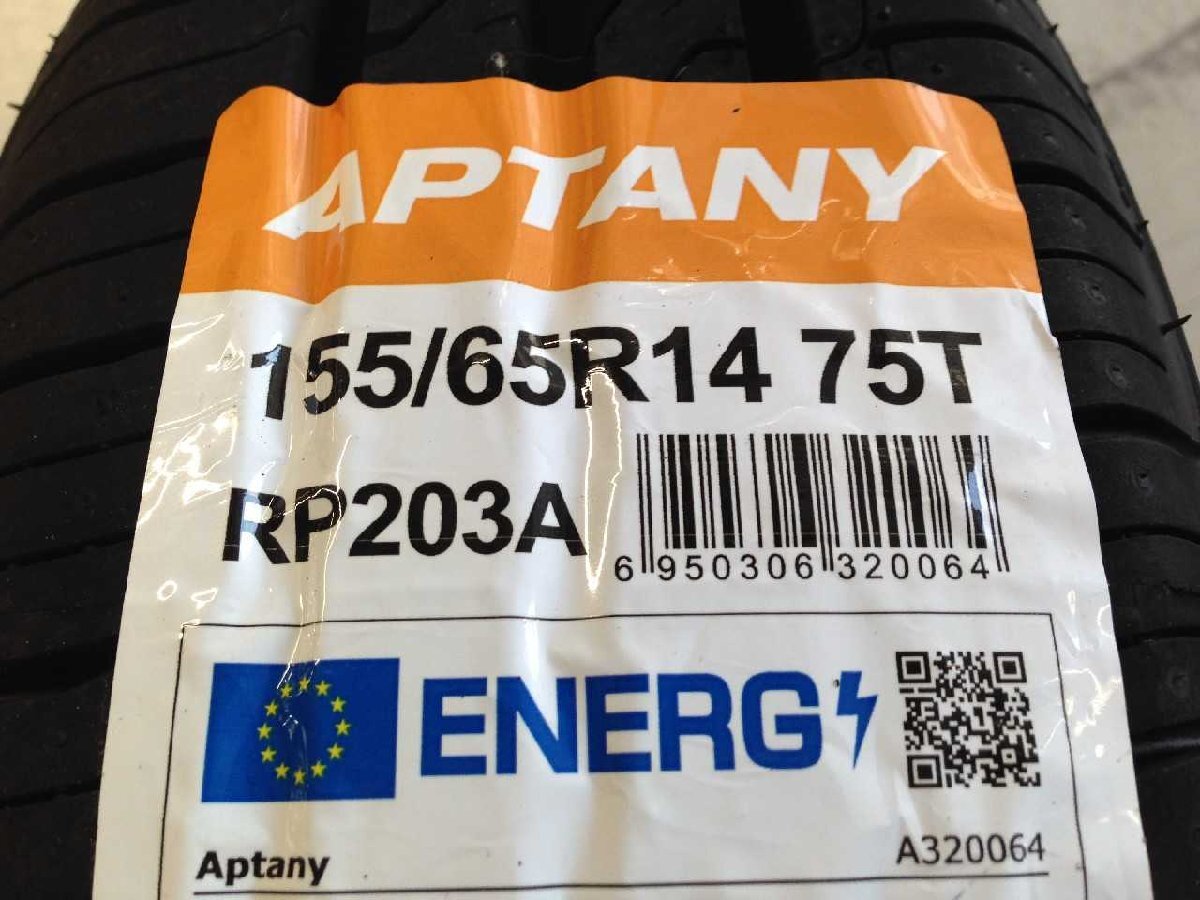 APTANY
155/65R14 75T
RP203A
6 950306 320064
ENERG
Aptany
A320064